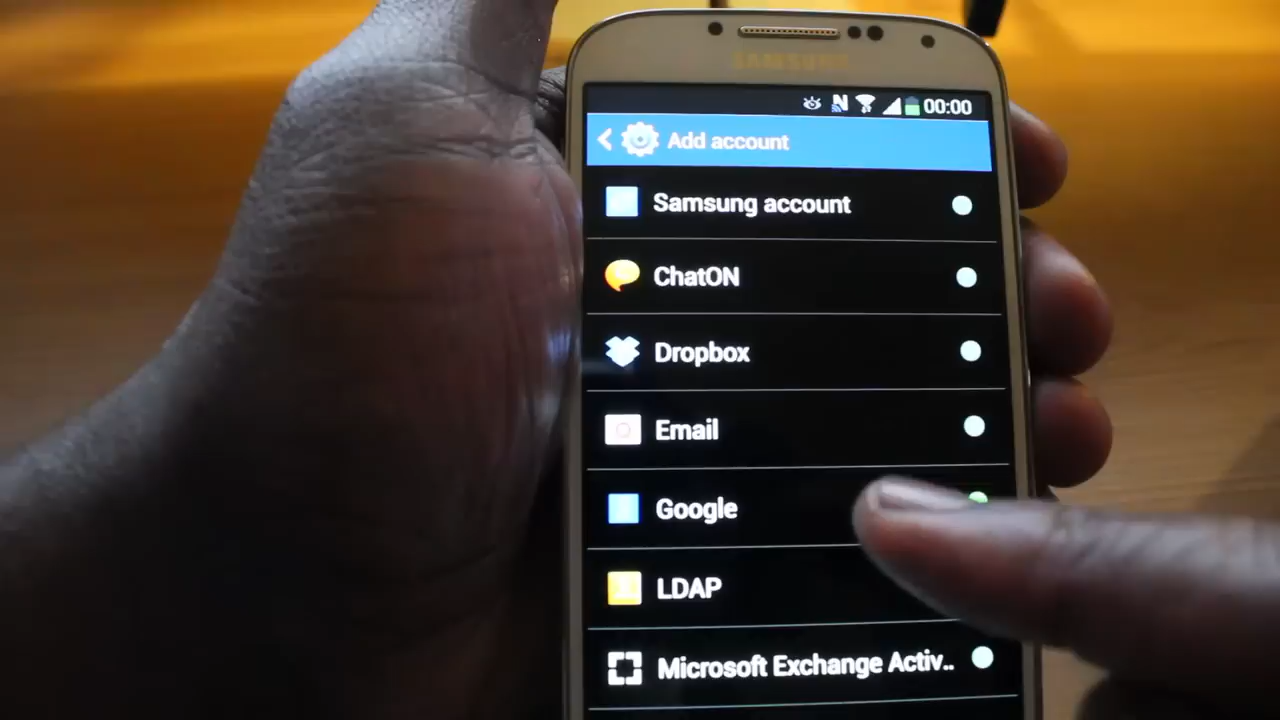 SAMSUNG
00:00
Add account
Samsung account
ChatON
Dropbox
Email
Google
LDAP
Microsoft Exchange Activ..